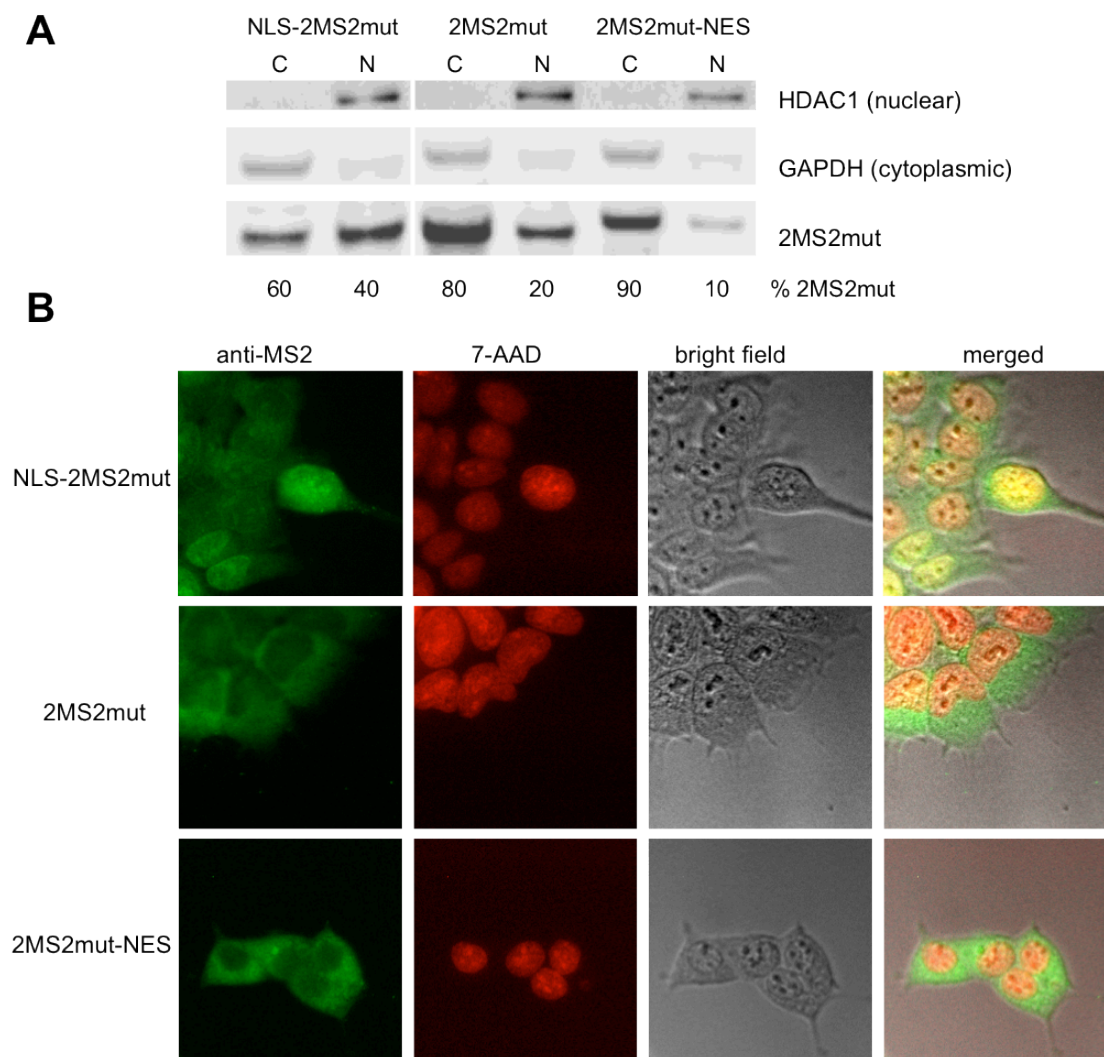 A
NLS-2MS2mut 2MS2mut 2MS2mut-NES
C N C N C N
HDAC1 (nuclear)
GAPDH (cytoplasmic)
2MS2mut
60 40 80 20 90 10 % 2MS2mut
B
anti-MS2 7-AAD bright field merged
NLS-2MS2mut
2MS2mut
2MS2mut-NES